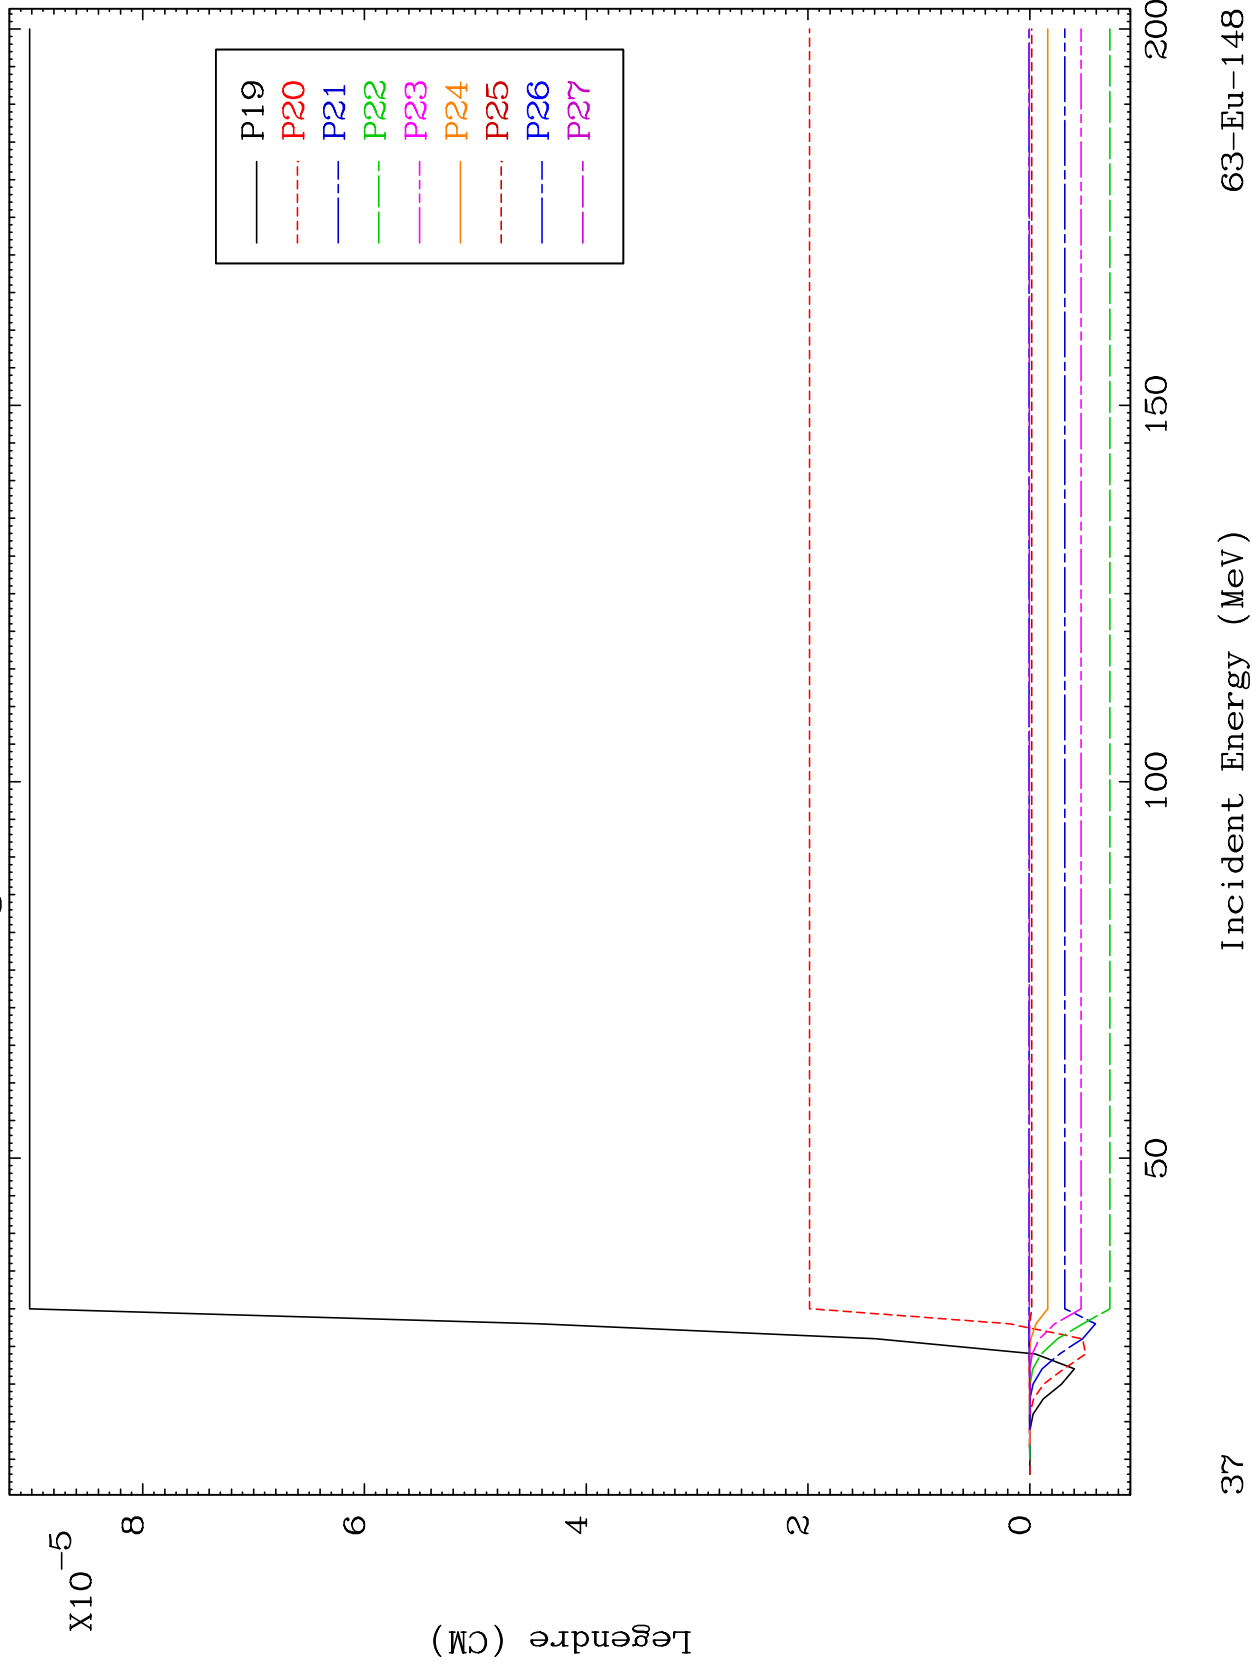 X10-5
8
6
4
2
0
Legendre (CM)
P19
P20
P21
P22
P23
P24
P25
P26
P27
50
100
150
200
Incident Energy (MeV)
37
63-Eu-148